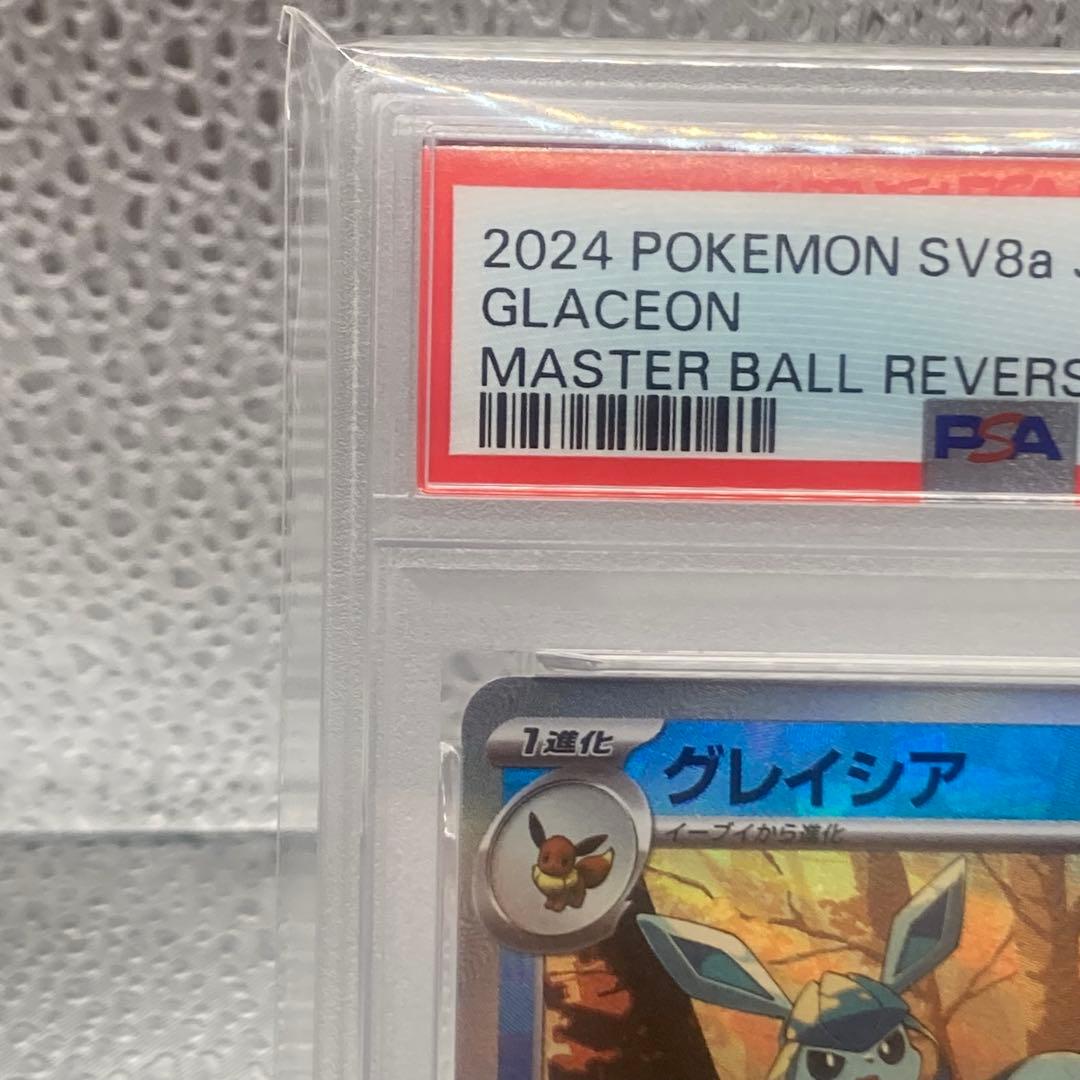 2024 POKEMON SV8a
GLACEON
MASTER BALL REVERS
PSA
1進化
グレイシア
イーブイから進化